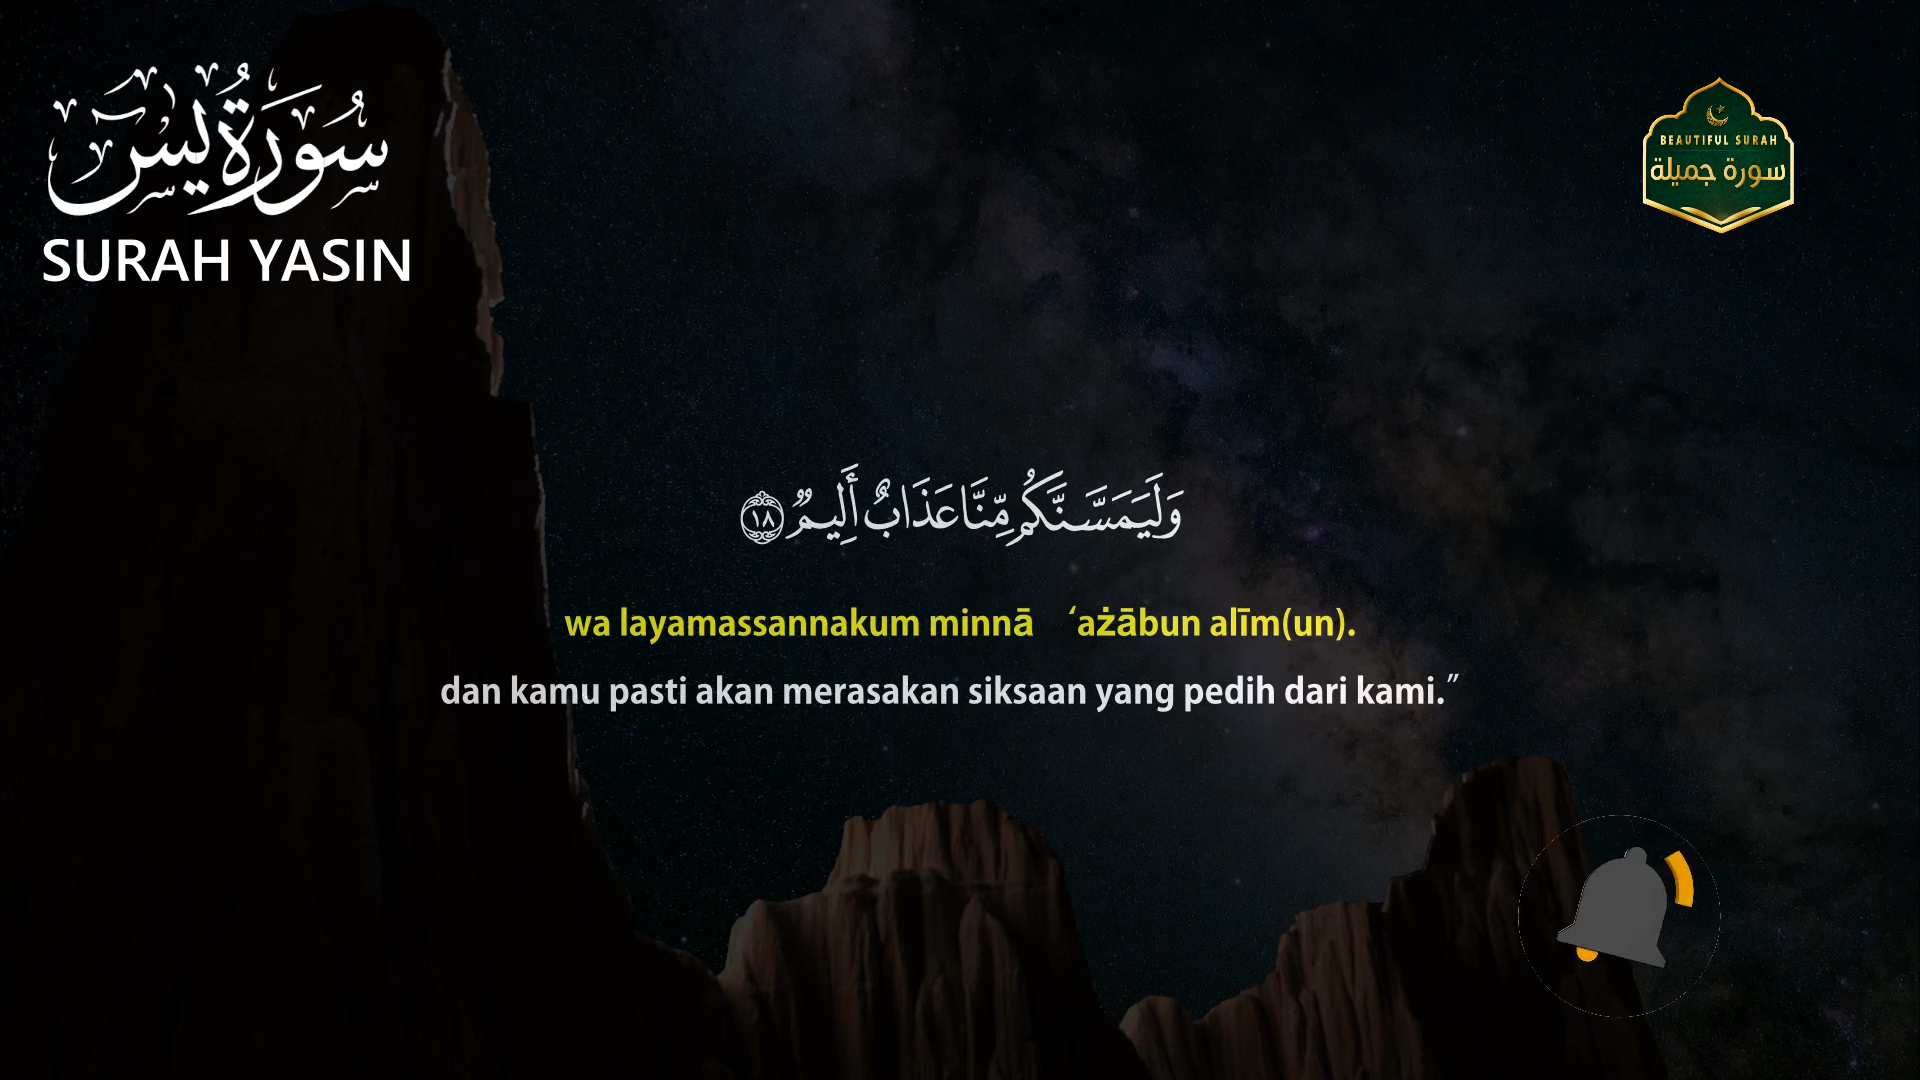 سُورَةُ يسٓ
SURAH YASIN
BEAUTIFUL SURAH
سورة جميلة
وَلَيَمَسَّنَّكُم مِّنَّا عَذَابٌ أَلِيمٌ ۝١٨
wa layamassannakum minnā ‘ażābun alīm(un).
dan kamu pasti akan merasakan siksaan yang pedih dari kami.”